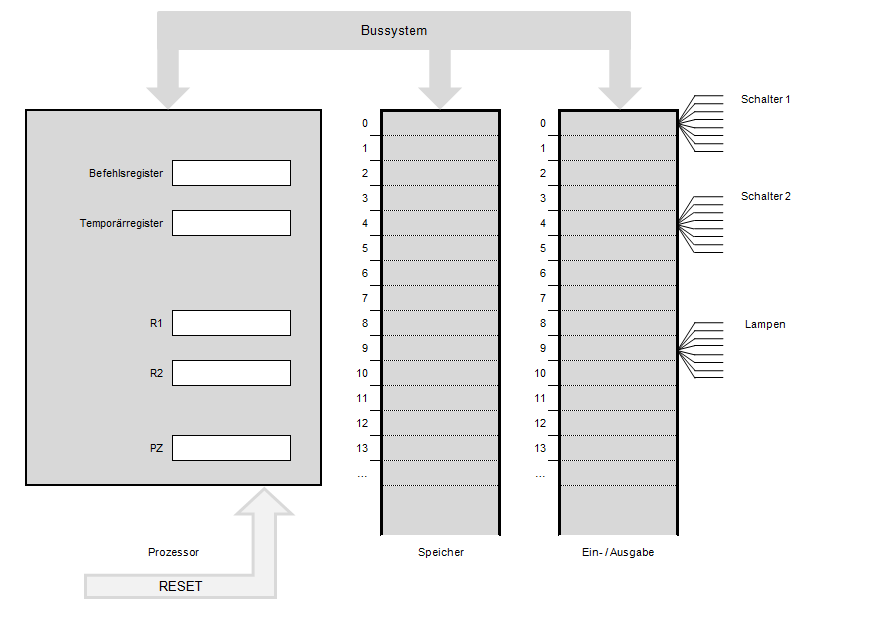 Bussystem
Schalter 1
0 0
1 1
Befehlsregister 2 2
3 3
Schalter 2
Temporärregister 4 4
5 5
6 6
7 7
R1 8 8 Lampen
9 9
R2 10 10
11 11
12 12
PZ 13 13
... ...
Prozessor Speicher Ein- / Ausgabe
RESET